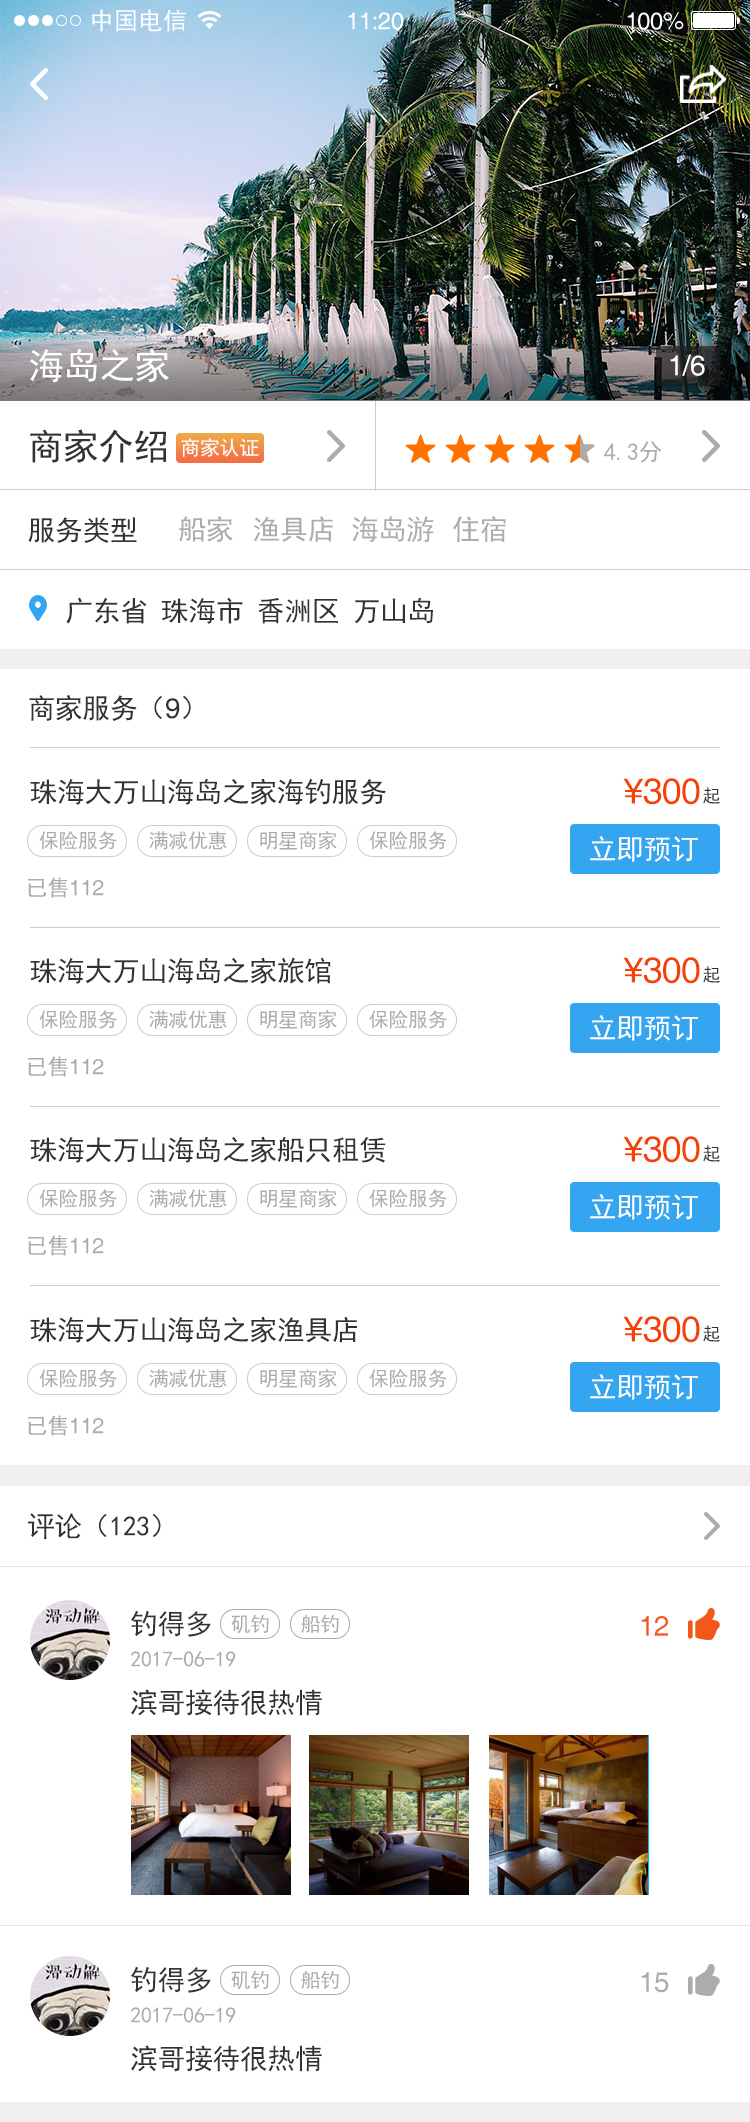 中国电信 11:20 100%
海岛之家 1/6
商家介绍 商家认证 4.3分
服务类型 船家 渔具店 海岛游 住宿
广东省 珠海市 香洲区 万山岛
商家服务（9）
珠海大万山海岛之家海钓服务 ¥300起
保险服务 满减优惠 明星商家 保险服务 立即预订
已售112
珠海大万山海岛之家旅馆 ¥300起
保险服务 满减优惠 明星商家 保险服务 立即预订
已售112
珠海大万山海岛之家船只租赁 ¥300起
保险服务 满减优惠 明星商家 保险服务 立即预订
已售112
珠海大万山海岛之家渔具店 ¥300起
保险服务 满减优惠 明星商家 保险服务 立即预订
已售112
评论（123）
滑动解
钓得多 矶钓 船钓 12
2017-06-19
滨哥接待很热情
滑动解
钓得多 矶钓 船钓 15
2017-06-19
滨哥接待很热情